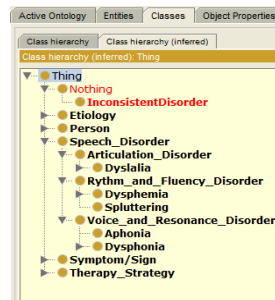 Active Ontology Entities Classes Object Properties
Class hierarchy Class hierarchy (inferred)
Class hierarchy (inferred): Thing
Thing
Nothing
InconsistentDisorder
Etiology
Person
Speech_Disorder
Articulation_Disorder
Dyslalia
Rythm_and_Fluency_Disorder
Dysphemia
Spluttering
Voice_and_Resonance_Disorder
Aphonia
Dysphonia
Symptom/Sign
Therapy_Strategy